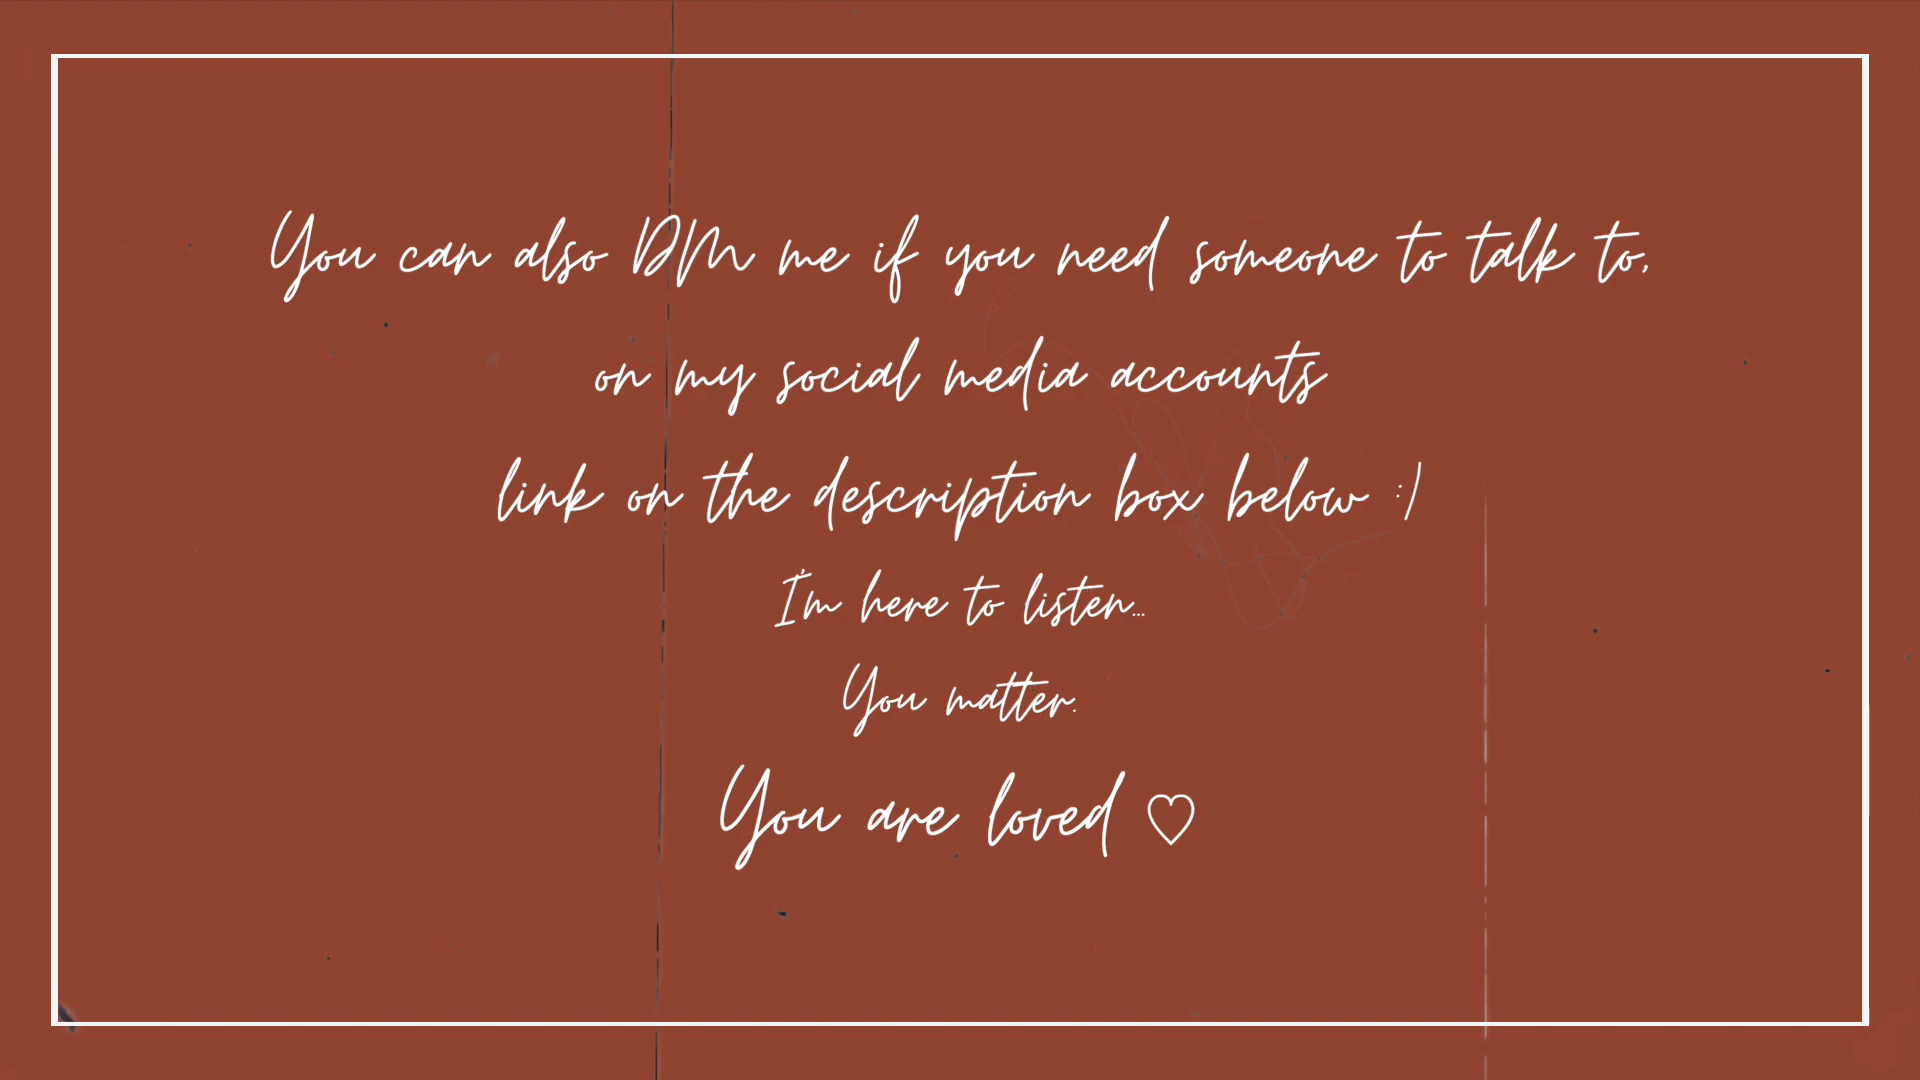 You can also DM me if you need someone to talk to,
on my social media accounts
link on the description box below :)
I'm here to listen...
You matter.
You are loved ♡